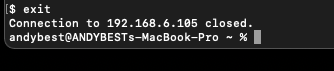 [$ exit
Connection to 192.168.6.105 closed.
andybest@ANDYBESTs-MacBook-Pro ~ %